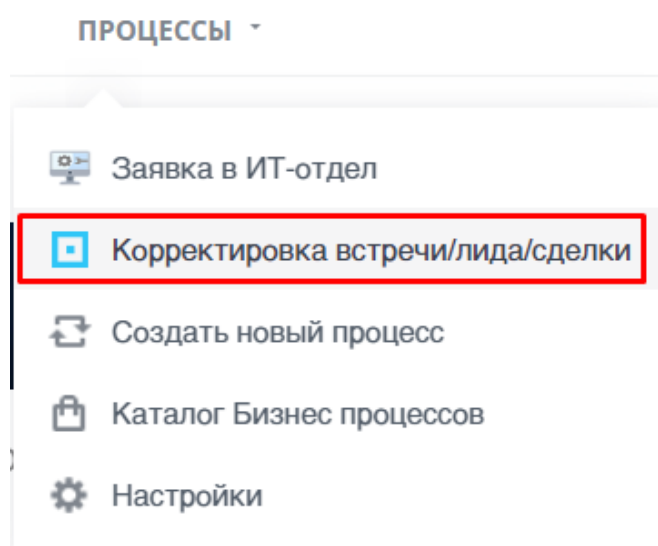 ПРОЦЕССЫ
Заявка в ИТ-отдел
Корректировка встречи/лида/сделки
Создать новый процесс
Каталог Бизнес процессов
Настройки